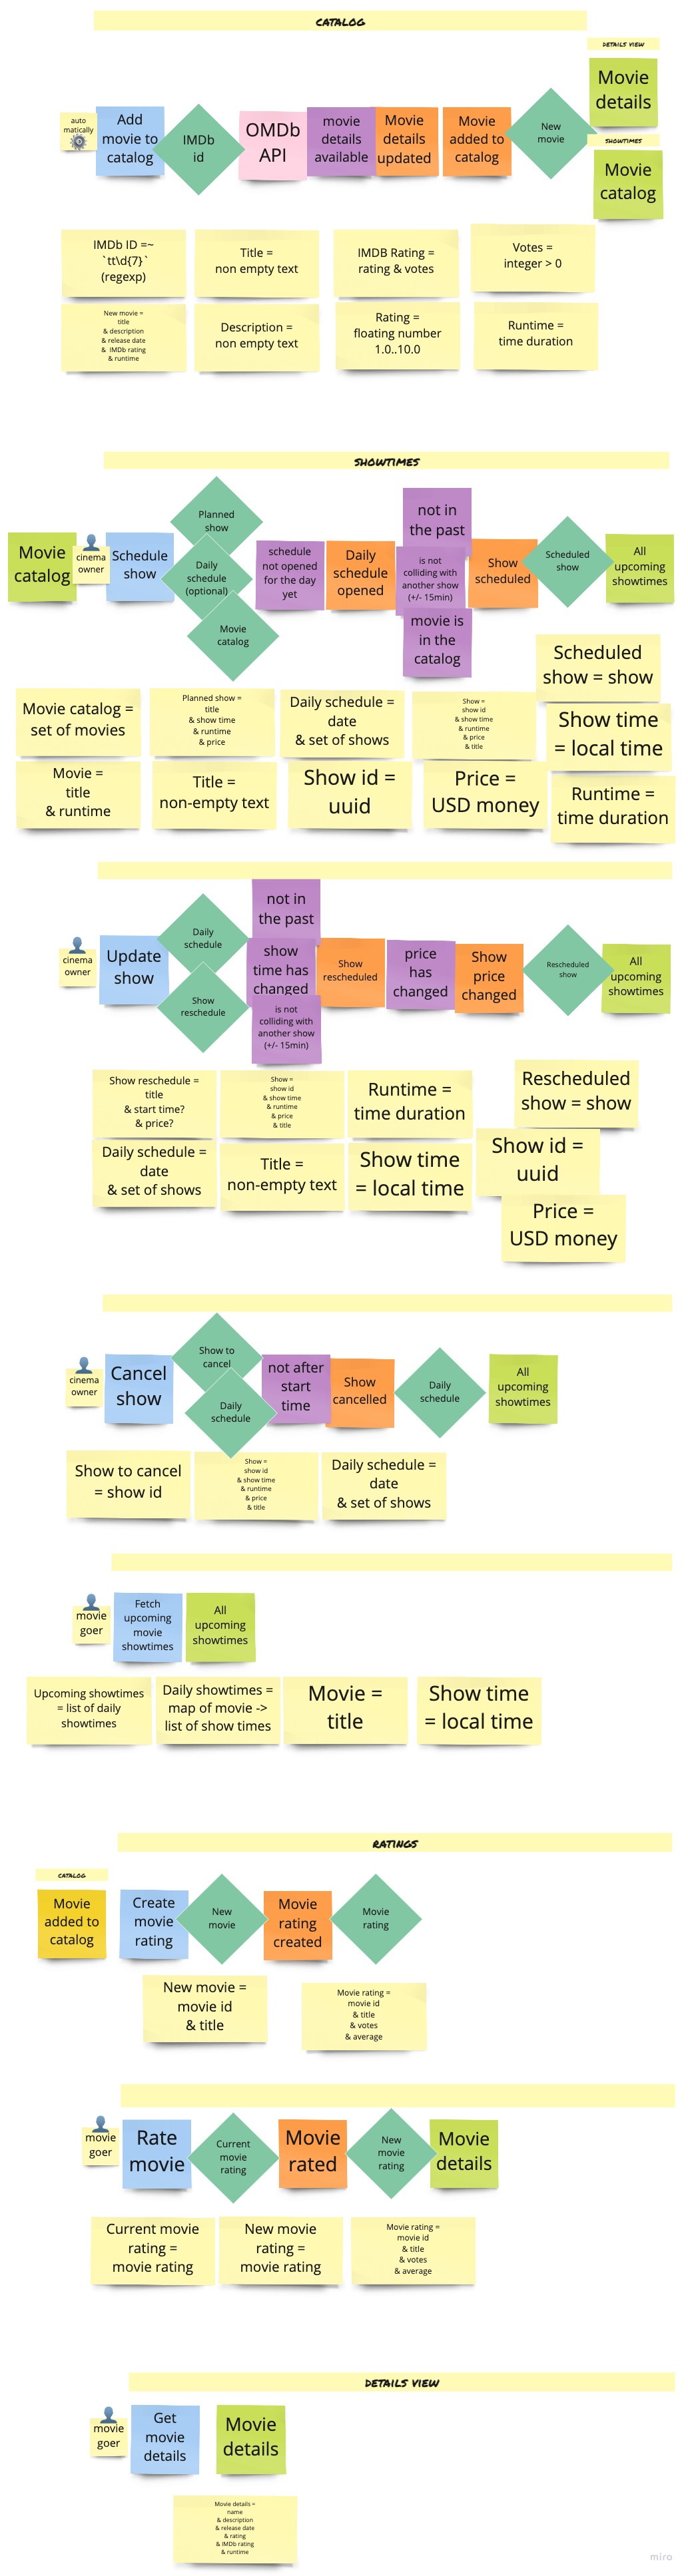 CATALOG
DETAILS VIEW
Movie
details
auto
matically
Add
movie to
catalog
IMDb
id
OMDb
API
movie
details
available
Movie
details
updated
Movie
added to
catalog
New
movie
SHOWTIMES
Movie
catalog
IMDb ID =~
`tt\d{7}`
(regexp)
Title =
non empty text
IMDB Rating =
rating & votes
Votes =
integer > 0
New movie =
title
& description
& release date
& IMDb rating
& runtime
Description =
non empty text
Rating =
floating number
1.0..10.0
Runtime =
time duration
SHOWTIMES
Movie
catalog
cinema
owner
Schedule
show
Planned
show
Daily
schedule
(optional)
Movie
catalog
schedule
not opened
for the day
yet
Daily
schedule
opened
not in
the past
is not
colliding with
another show
(+/- 15min)
movie is
in the
catalog
Show
scheduled
Scheduled
show
All
upcoming
showtimes
Movie catalog =
set of movies
Planned show =
title
& show time
& runtime
& price
Daily schedule =
date
& set of shows
Show =
show id
& show time
& runtime
& price
& title
Scheduled
show = show
Show time
= local time
Movie =
title
& runtime
Title =
non-empty text
Show id =
uuid
Price =
USD money
Runtime =
time duration
cinema
owner
Update
show
Daily
schedule
Show
reschedule
not in
the past
show
time has
changed
is not
colliding with
another show
(+/- 15min)
Show
rescheduled
price
has
changed
Show
price
changed
Rescheduled
show
All
upcoming
showtimes
Show reschedule =
title
& start time?
& price?
Show =
show id
& show time
& runtime
& price
& title
Runtime =
time duration
Rescheduled
show = show
Daily schedule =
date
& set of shows
Title =
non-empty text
Show time
= local time
Show id =
uuid
Price =
USD money
cinema
owner
Cancel
show
Show to
cancel
Daily
schedule
not after
start
time
Show
cancelled
Daily
schedule
All
upcoming
showtimes
Show to cancel
= show id
Show =
show id
& show time
& runtime
& price
& title
Daily schedule =
date
& set of shows
movie
goer
Fetch
upcoming
movie
showtimes
All
upcoming
showtimes
Upcoming showtimes
= list of daily
showtimes
Daily showtimes =
map of movie ->
list of show times
Movie =
title
Show time
= local time
RATINGS
CATALOG
Movie
added to
catalog
Create
movie
rating
New
movie
Movie
rating
created
Movie
rating
New movie =
movie id
& title
Movie rating =
movie id
& title
& votes
& average
movie
goer
Rate
movie
Current
movie
rating
Movie
rated
New
movie
rating
Movie
details
Current movie
rating =
movie rating
New movie
rating =
movie rating
Movie rating =
movie id
& title
& votes
& average
DETAILS VIEW
movie
goer
Get
movie
details
Movie
details
Movie details =
name
& description
& release date
& rating
& IMDb rating
& runtime
miro